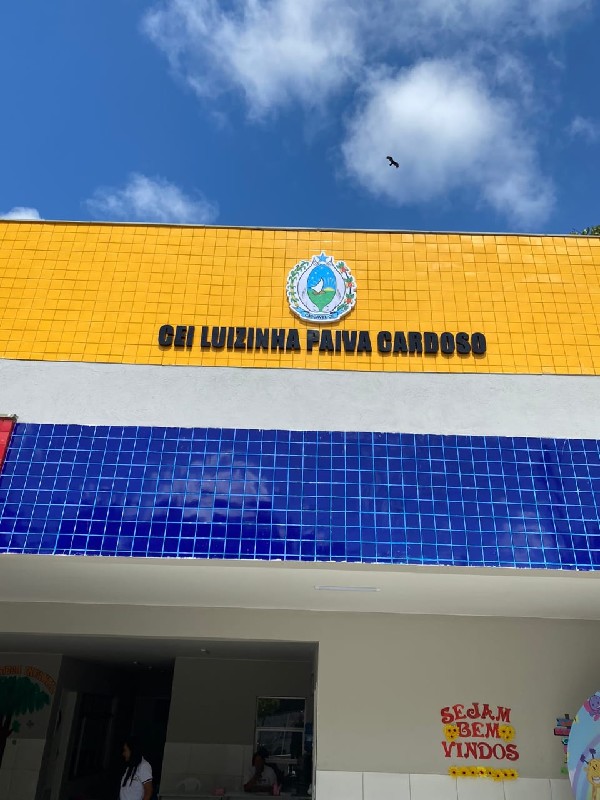 CEI LUIZINHA PAIVA CARDOSO
SEJAM
BEM
VINDOS